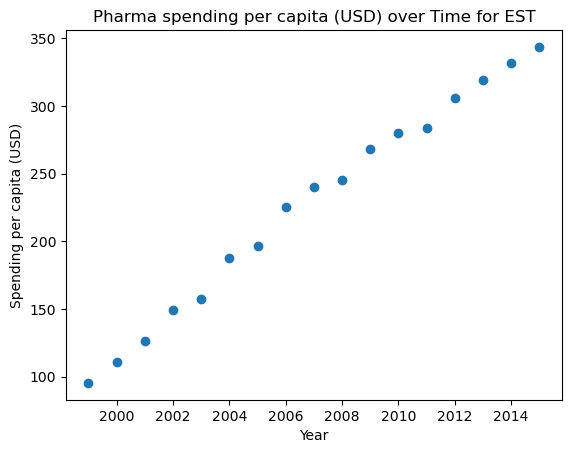 Pharma spending per capita (USD) over Time for EST
350
300
250
200
150
100
Spending per capita (USD)
2000 2002 2004 2006 2008 2010 2012 2014
Year